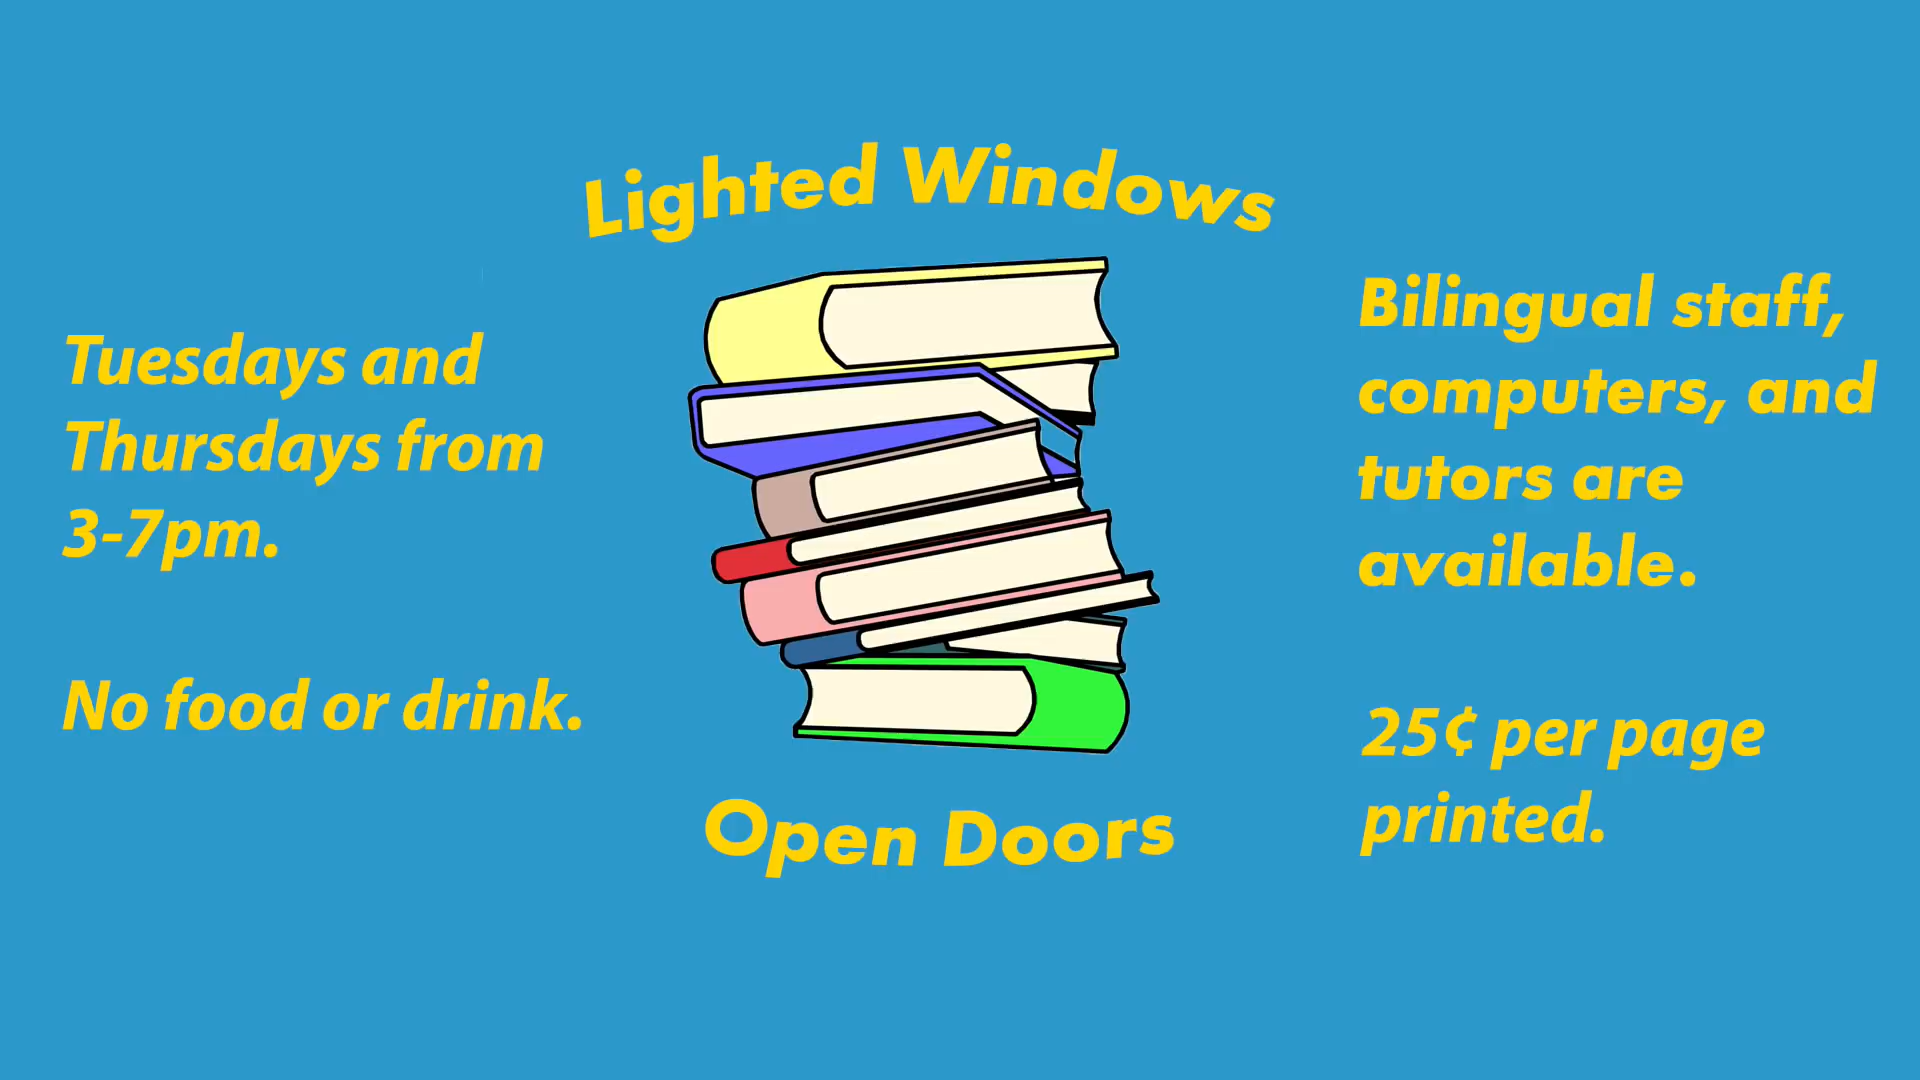 Lighted Windows
Tuesdays and
Thursdays from
3-7pm.
No food or drink.
Bilingual staff,
computers, and
tutors are
available.
25¢ per page
printed.
Open Doors